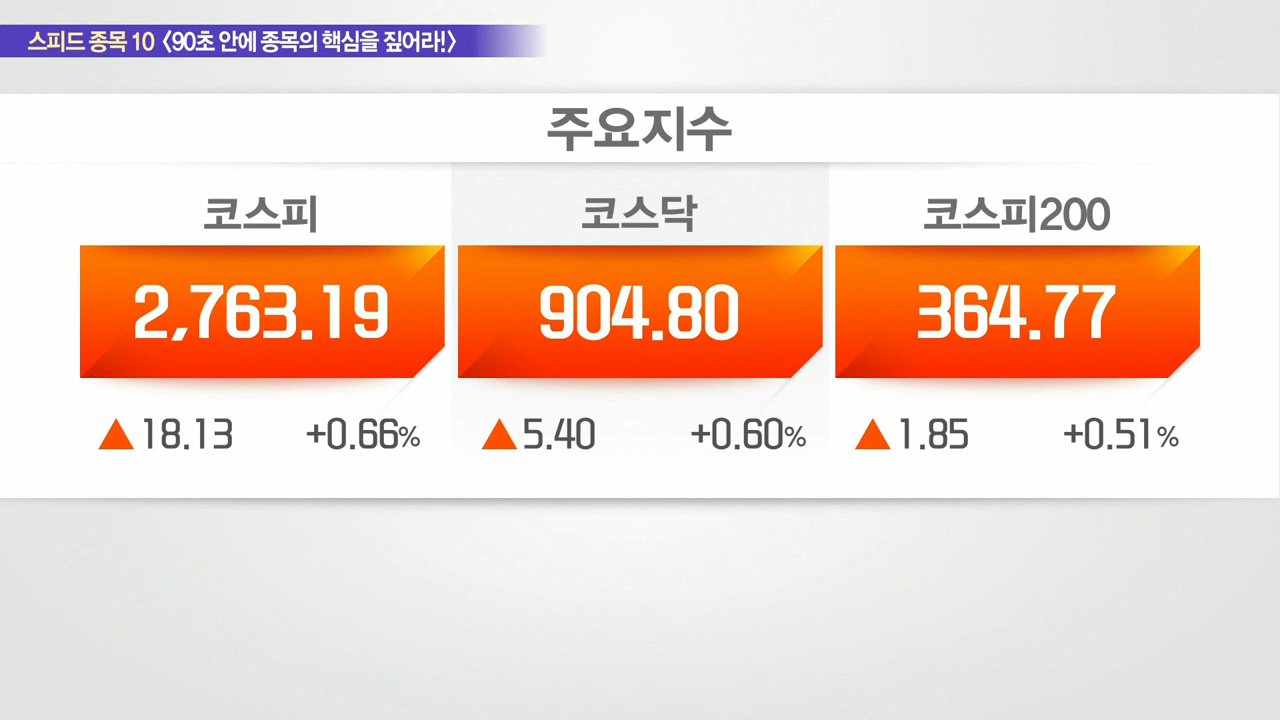 스피드 종목 10 <90초 안에 종목의 핵심을 짚어라!>
주요지수
코스피 코스닥 코스피200
2,763.19 904.80 364.77
▲ 18.13 +0.66% ▲ 5.40 +0.60% ▲ 1.85 +0.51%